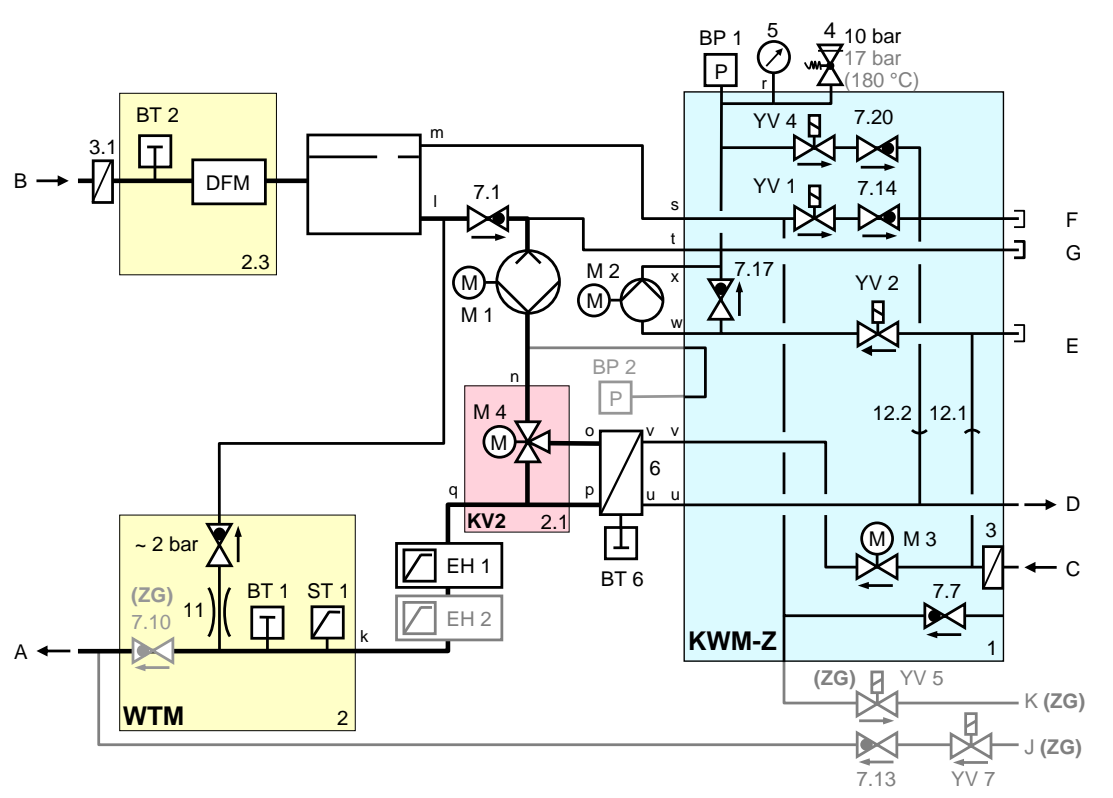 BP 1
5
4
10 bar
17 bar
(180 °C)
P
r
YV 4
7.20
3.1
BT 2
m
B
DFM
l
7.1
YV 1
7.14
s
F
2.3
t
G
M
M 1
M 2
M
x
7.17
YV 2
w
E
n
BP 2
P
M 4
M
o
v
v
12.2
12.1
6
q
p
u
u
D
KV2
2.1
~ 2 bar
EH 1
BT 6
M
M 3
3
C
(ZG)
7.10
11
BT 1
ST 1
EH 2
7.7
k
A
KWM-Z
1
WTM
2
(ZG)
YV 5
K (ZG)
J (ZG)
7.13
YV 7